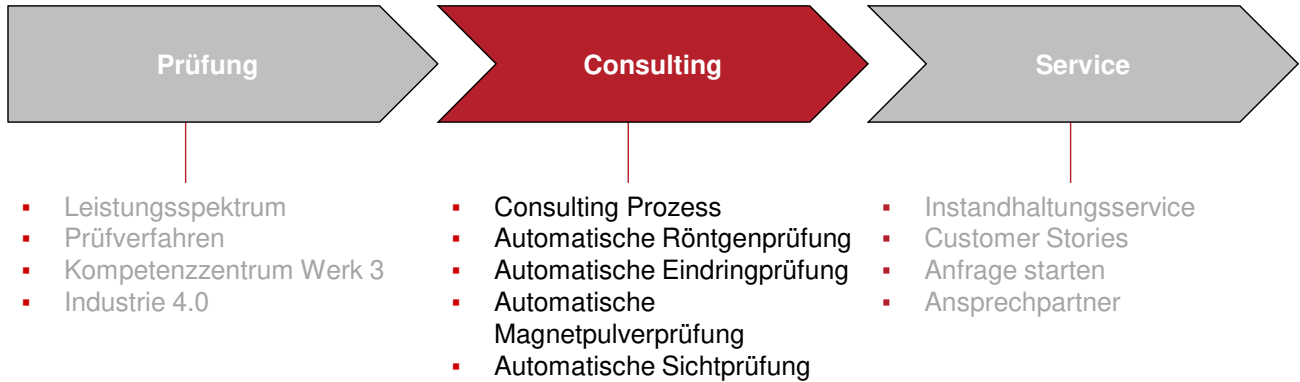 Prüfung
Consulting
Service
▪ Leistungsspektrum
▪ Prüfverfahren
▪ Kompetenzzentrum Werk 3
▪ Industrie 4.0
▪ Consulting Prozess
▪ Automatische Röntgenprüfung
▪ Automatische Eindringprüfung
▪ Automatische
Magnetpulverprüfung
▪ Automatische Sichtprüfung
▪ Instandhaltungsservice
▪ Customer Stories
▪ Anfrage starten
▪ Ansprechpartner